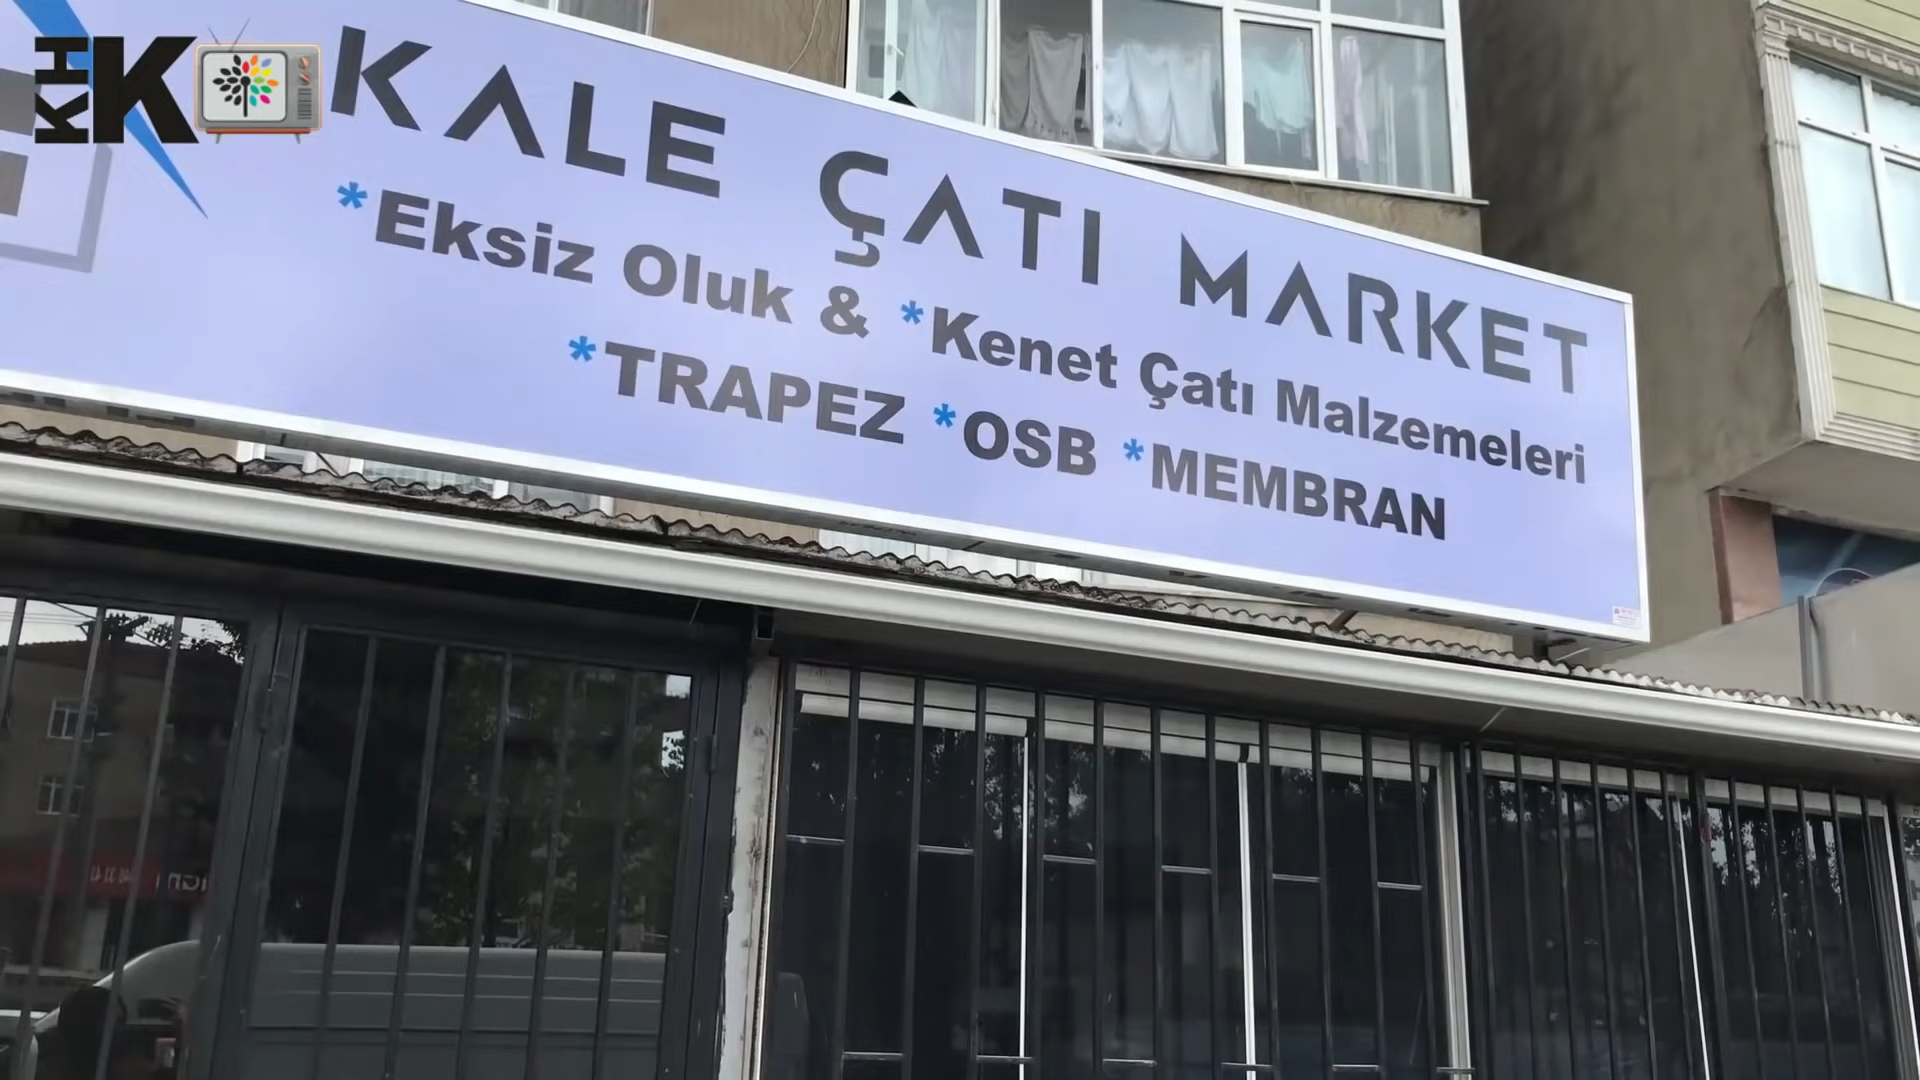 KHK
KALE ÇATI MARKET
*Eksiz Oluk & *Kenet Çatı Malzemeleri
*TRAPEZ *OSB *MEMBRAN